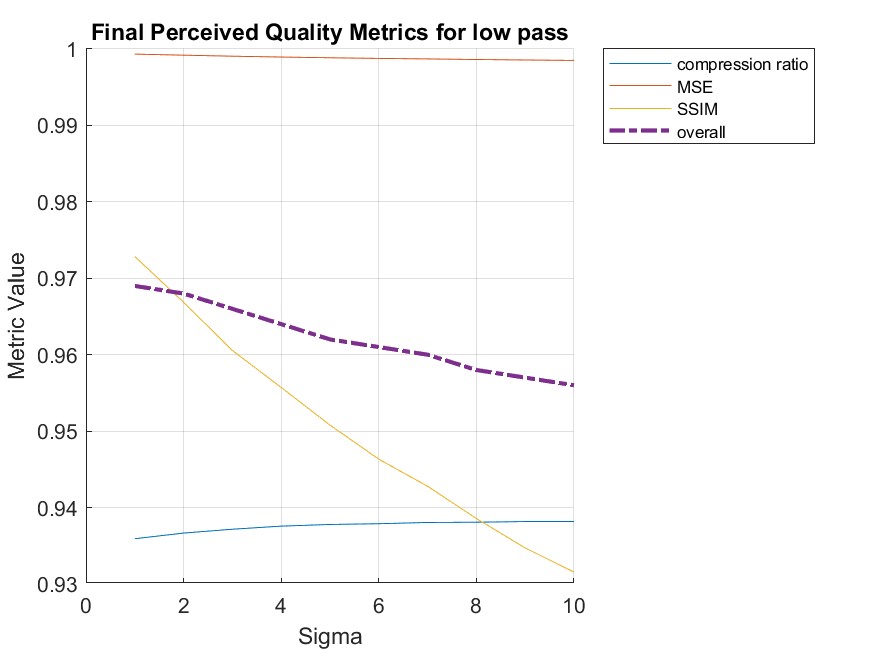 Final Perceived Quality Metrics for low pass
1
0.99
0.98
0.97
0.96
0.95
0.94
0.93
Metric Value
0
2
4
6
8
10
Sigma
compression ratio
MSE
SSIM
overall